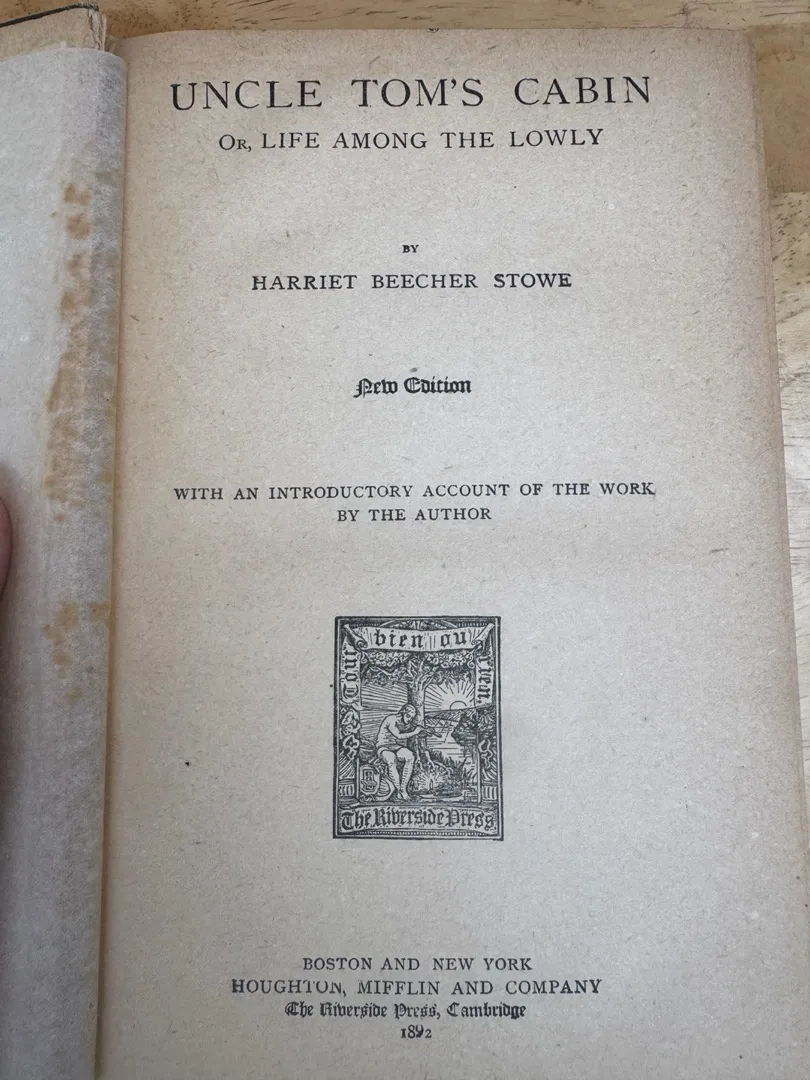 UNCLE TOM'S CABIN
OR, LIFE AMONG THE LOWLY
BY
HARRIET BEECHER STOWE
New Edition
WITH AN INTRODUCTORY ACCOUNT OF THE WORK
BY THE AUTHOR
Tout bien ou rien.
The Riverside Press
BOSTON AND NEW YORK
HOUGHTON, MIFFLIN AND COMPANY
The Riverside Press, Cambridge
1892